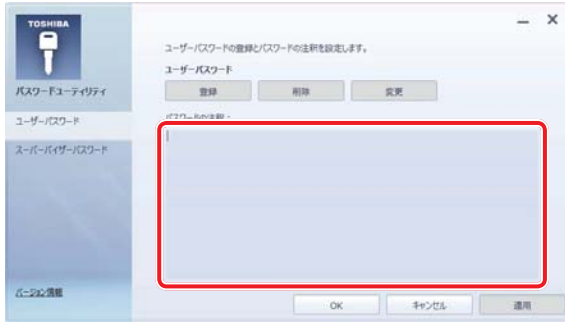 TOSHIBA
パスワードユーティリティ
ユーザーパスワード
スーパーバイザーパスワード
バージョン情報
ユーザーパスワードの登録とパスワードの注釈を設定します。
ユーザーパスワード
登録 削除 変更
パスワードの注釈：
OK キャンセル 適用